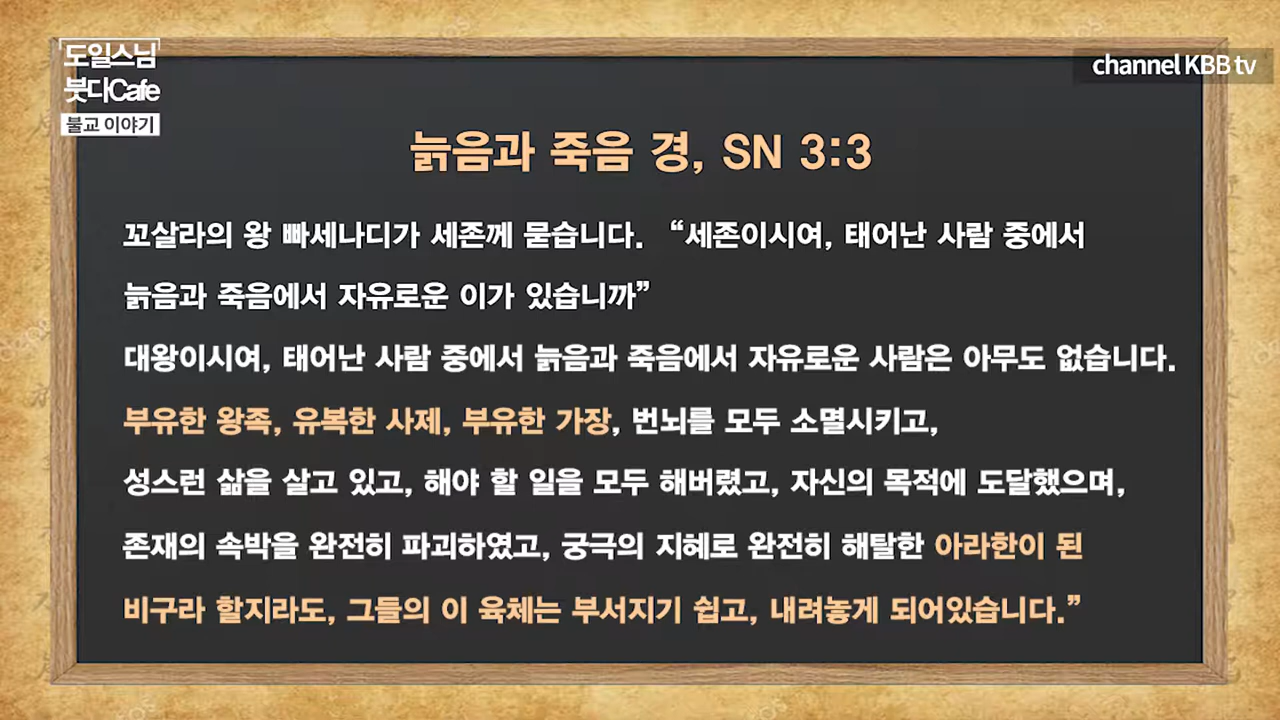 도일스님
붓다Cafe
불교 이야기
channel KBB tv
늙음과 죽음 경, SN 3:3
꼬살라의 왕 빠세나디가 세존께 묻습니다. “세존이시여, 태어난 사람 중에서
늙음과 죽음에서 자유로운 이가 있습니까”
대왕이시여, 태어난 사람 중에서 늙음과 죽음에서 자유로운 사람은 아무도 없습니다.
부유한 왕족, 유복한 사제, 부유한 가장, 번뇌를 모두 소멸시키고,
성스런 삶을 살고 있고, 해야 할 일을 모두 해버렸고, 자신의 목적에 도달했으며,
존재의 속박을 완전히 파괴하였고, 궁극의 지혜로 완전히 해탈한 아라한이 된
비구라 할지라도, 그들의 이 육체는 부서지기 쉽고, 내려놓게 되어있습니다.”